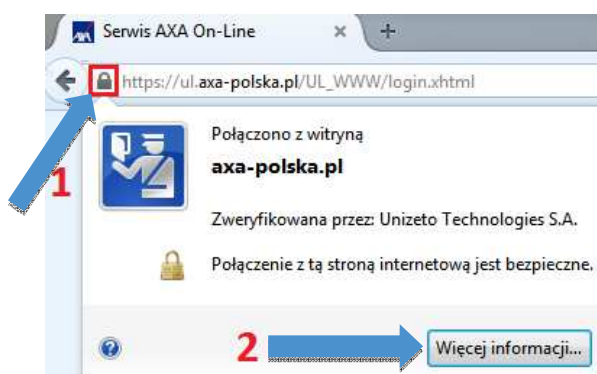 Serwis AXA On-Line
https://ul.axa-polska.pl/UL_WWW/login.xhtml
Połączono z witryną
axa-polska.pl
1
Zweryfikowana przez: Unizeto Technologies S.A.
Połączenie z tą stroną internetową jest bezpieczne.
2 Więcej informacji...